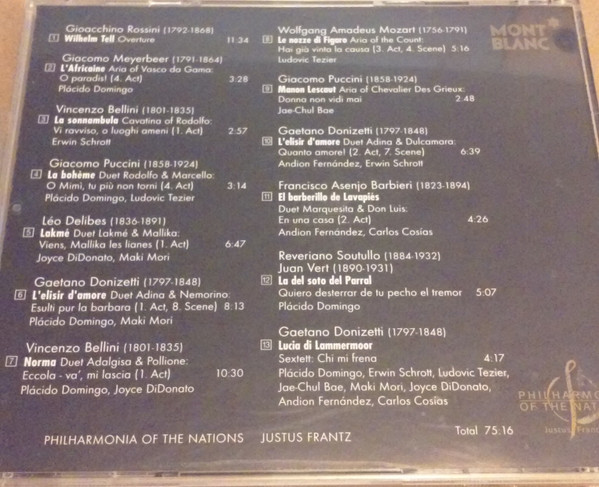 Gioacchino Rossini (1792-1868)
1 Wilhelm Tell Overture 11:34
Giacomo Meyerbeer (1791-1864)
2 L'Africaine Aria of Vasco da Gama:
O paradis! (4. Act) 3:28
Plácido Domingo
Vincenzo Bellini (1801-1835)
3 La sonnambula Cavatina of Rodolfo:
Vi ravviso, o luoghi ameni (1. Act) 2:57
Erwin Schrott
Giacomo Puccini (1858-1924)
4 La bohème Duet Rodolfo & Marcello:
O Mimì, tu più non torni (4. Act) 3:14
Plácido Domingo, Ludovic Tezier
Léo Delibes (1836-1891)
5 Lakmé Duet Lakmé & Mallika:
Viens, Mallika les lianes (1. Act) 6:47
Joyce DiDonato, Maki Mori
Gaetano Donizetti (1797-1848)
6 L'elisir d'amore Duet Adina & Nemorino:
Esulti pur la barbara (1. Act, 8. Scene) 8:13
Plácido Domingo, Maki Mori
Vincenzo Bellini (1801-1835)
7 Norma Duet Adalgisa & Pollione:
Eccola - va', mi lascia (1. Act) 10:30
Plácido Domingo, Joyce DiDonato
Wolfgang Amadeus Mozart (1756-1791)
8 Le nozze di Figaro Aria of the Count:
Hai già vinta la causa (3. Act, 4. Scene) 5:16
Ludovic Tezier
Giacomo Puccini (1858-1924)
9 Manon Lescaut Aria of Chevalier Des Grieux:
Donna non vidi mai 2:48
Jae-Chul Bae
Gaetano Donizetti (1797-1848)
10 L'elisir d'amore Duet Adina & Dulcamara:
Quanto amore! (2. Act, 7. Scene) 6:39
Andion Fernández, Erwin Schrott
Francisco Asenjo Barbieri (1823-1894)
11 El barberillo de Lavapiès
Duet Marquesita & Don Luis:
En una casa (2. Act) 4:26
Andion Fernández, Carlos Cosías
Reveriano Soutullo (1884-1932)
Juan Vert (1890-1931)
12 La del soto del Parral
Quiero desterrar de tu pecho el tremor 5:07
Plácido Domingo
Gaetano Donizetti (1797-1848)
13 Lucia di Lammermoor
Sextett: Chi mi frena 4:17
Plácido Domingo, Erwin Schrott, Ludovic Tezier,
Jae-Chul Bae, Maki Mori, Joyce DiDonato,
Andion Fernández, Carlos Cosías
Total 75:16
MONT
BLANC
PHILHARMO
OF THE NAT
Justus Frantz
PHILHARMONIA OF THE NATIONS JUSTUS FRANTZ